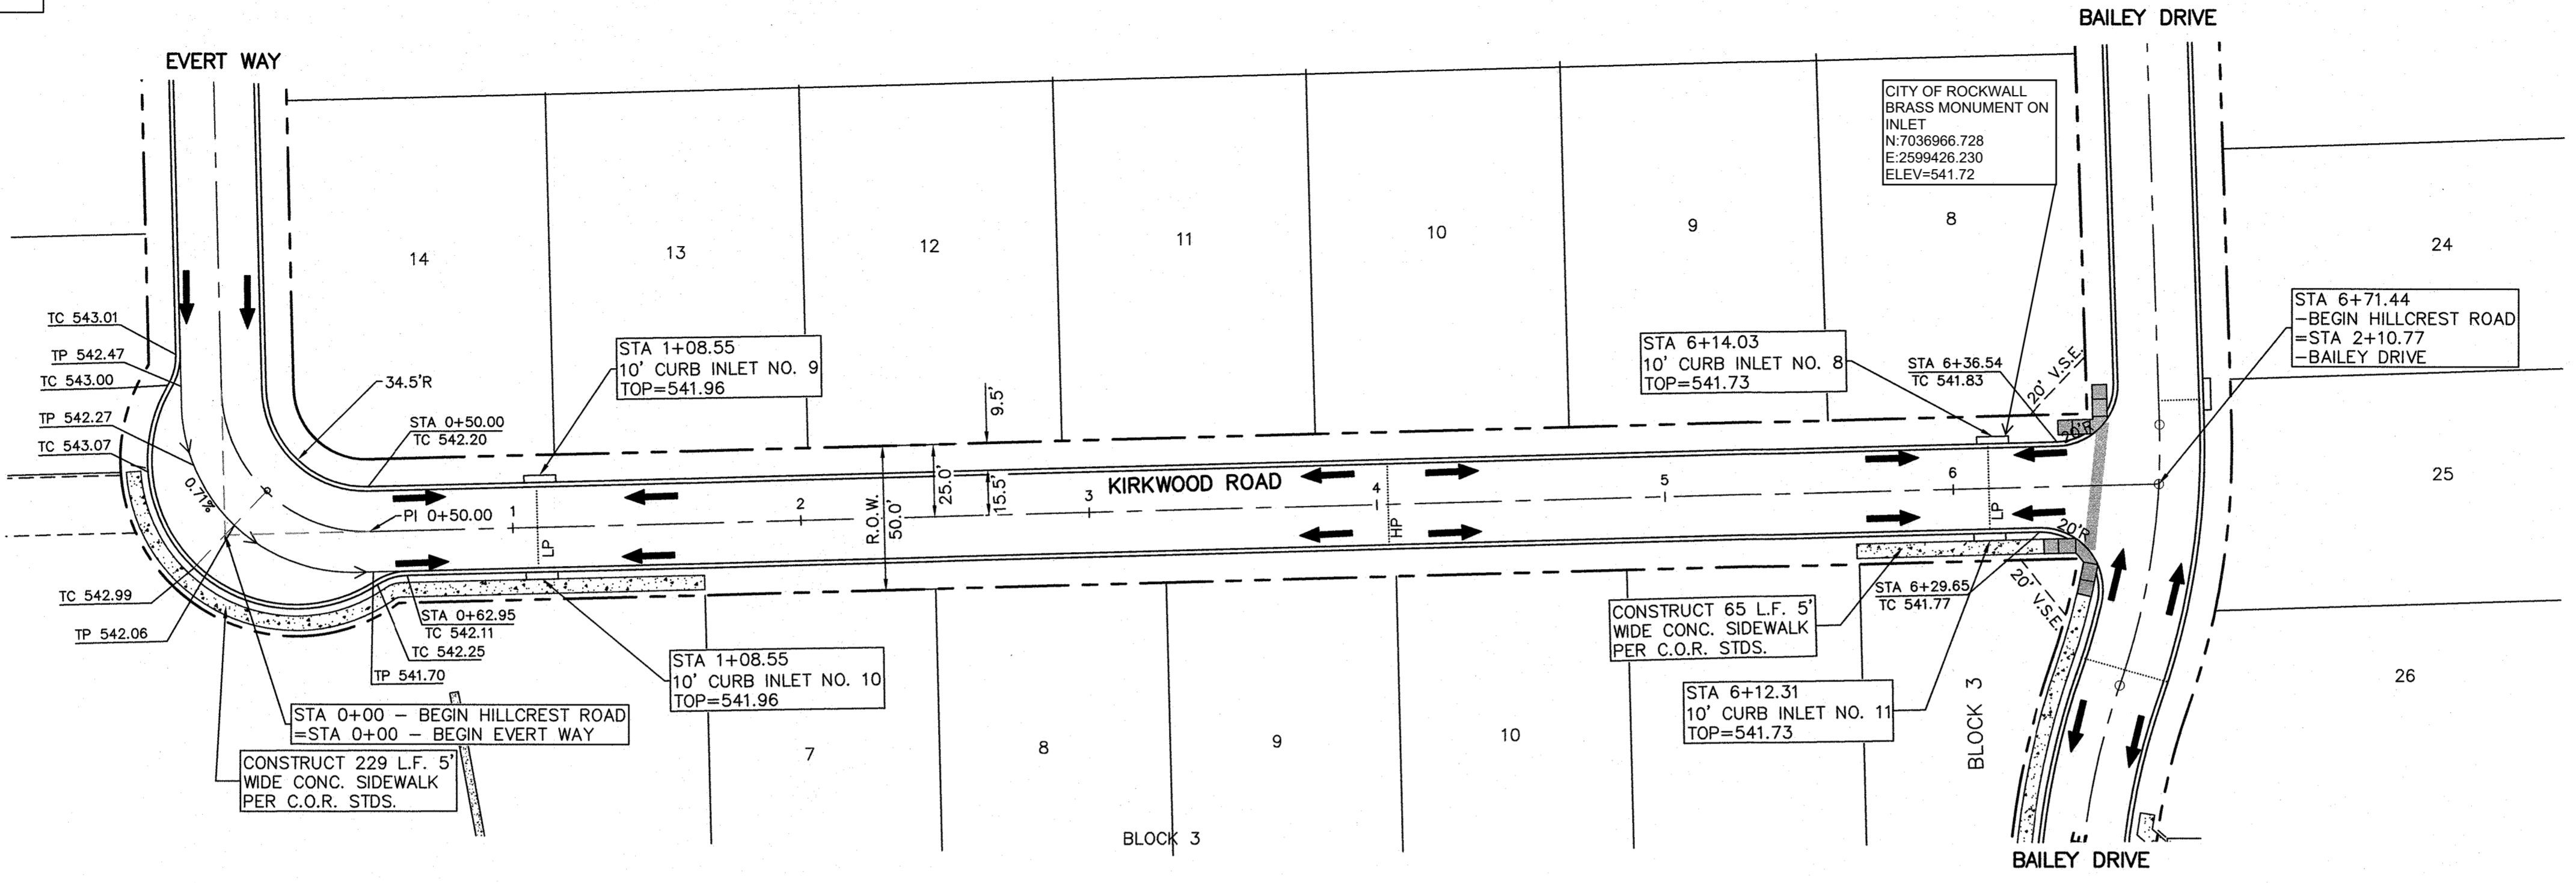 BAILEY DRIVE
EVERT WAY
CITY OF ROCKWALL
BRASS MONUMENT ON
INLET
N:7036966.728
E:2599426.230
ELEV=541.72
14
13
12
11
10
9
8
24
TC 543.01
TP 542.47
TC 543.00
TP 542.27
TC 543.07
34.5'R
STA 0+50.00
TC 542.20
STA 1+08.55
10' CURB INLET NO. 9
TOP=541.96
9.5'
STA 6+14.03
10' CURB INLET NO. 8
TOP=541.73
STA 6+36.54
TC 541.83
20' V.S.E.
20'R
STA 6+71.44
-BEGIN HILLCREST ROAD
=STA 2+10.77
-BAILEY DRIVE
0.71%
PI 0+50.00
1
LP
2
R.O.W.
50.0'
25.0'
15.5'
3
KIRKWOOD ROAD
4
HP
5
6
LP
20'R
25
TC 542.99
TP 542.06
STA 0+62.95
TC 542.11
TC 542.25
TP 541.70
STA 1+08.55
10' CURB INLET NO. 10
TOP=541.96
CONSTRUCT 65 L.F. 5'
WIDE CONC. SIDEWALK
PER C.O.R. STDS.
STA 6+29.65
TC 541.77
20' V.S.E.
STA 6+12.31
10' CURB INLET NO. 11
TOP=541.73
BLOCK 3
26
STA 0+00 - BEGIN HILLCREST ROAD
=STA 0+00 - BEGIN EVERT WAY
CONSTRUCT 229 L.F. 5'
WIDE CONC. SIDEWALK
PER C.O.R. STDS.
7
8
9
10
BLOCK 3
E
BAILEY DRIVE